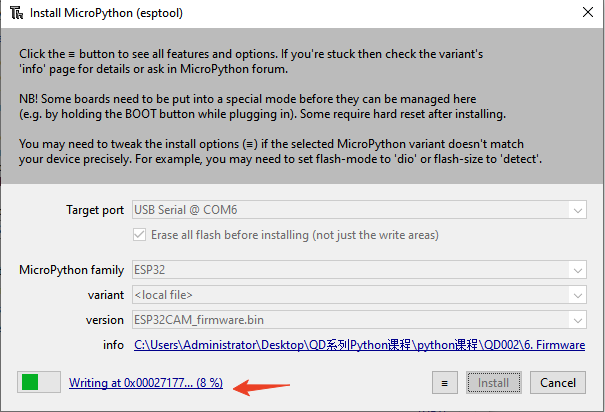 Install MicroPython (esptool)
Click the ≡ button to see all features and options. If you're stuck then check the variant's
'info' page for details or ask in MicroPython forum.
NB! Some boards need to be put into a special mode before they can be managed here
(e.g. by holding the BOOT button while plugging in). Some require hard reset after installing.
You may need to tweak the install options (≡) if the selected MicroPython variant doesn't match
your device precisely. For example, you may need to set flash-mode to 'dio' or flash-size to 'detect'.
Target port USB Serial @ COM6
Erase all flash before installing (not just the write areas)
MicroPython family ESP32
variant <local file>
version ESP32CAM_firmware.bin
info C:\Users\Administrator\Desktop\QD系列Python课程\python课程\QD002\6. Firmware
Writing at 0x00027177... (8 %) ≡ Install Cancel